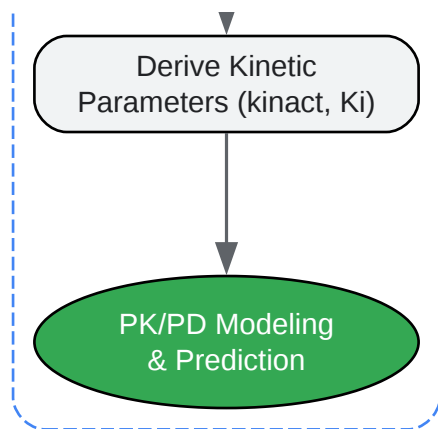 Derive Kinetic
Parameters (kinact, Ki)
PK/PD Modeling
& Prediction